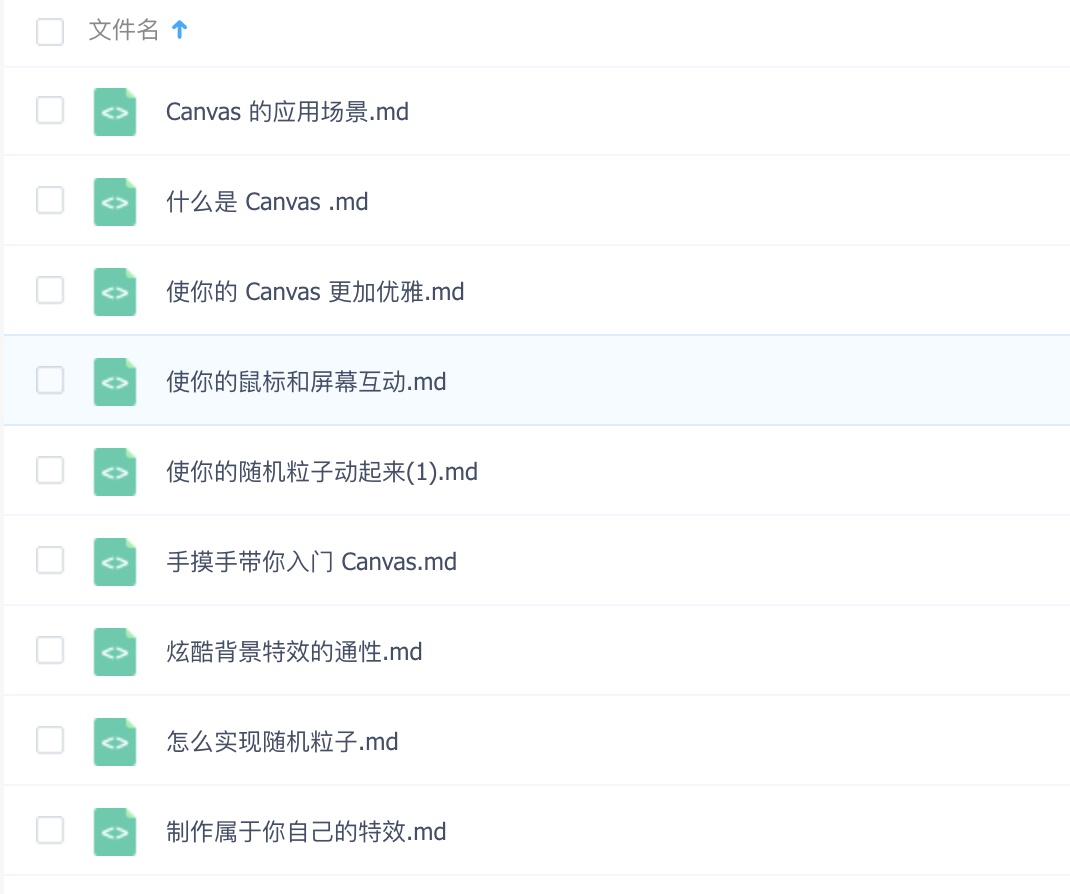 文件名
Canvas 的应用场景.md
什么是 Canvas .md
使你的 Canvas 更加优雅.md
使你的鼠标和屏幕互动.md
使你的随机粒子动起来(1).md
手摸手带你入门 Canvas.md
炫酷背景特效的通性.md
怎么实现随机粒子.md
制作属于你自己的特效.md